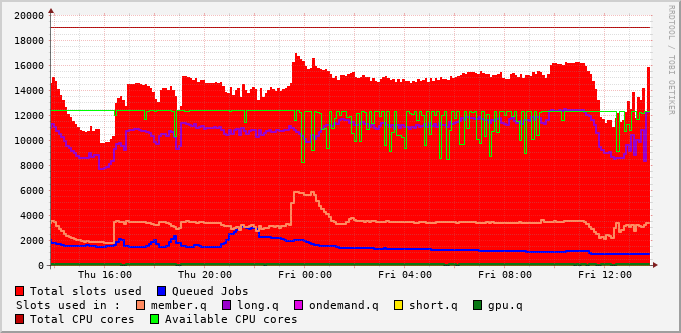 RRDTOOL / TOBI OETIKER
20000
18000
16000
14000
12000
10000
8000
6000
4000
2000
0
Thu 16:00 Thu 20:00 Fri 00:00 Fri 04:00 Fri 08:00 Fri 12:00
Total slots used Queued Jobs
Slots used in : member.q long.q ondemand.q short.q gpu.q
Total CPU cores Available CPU cores